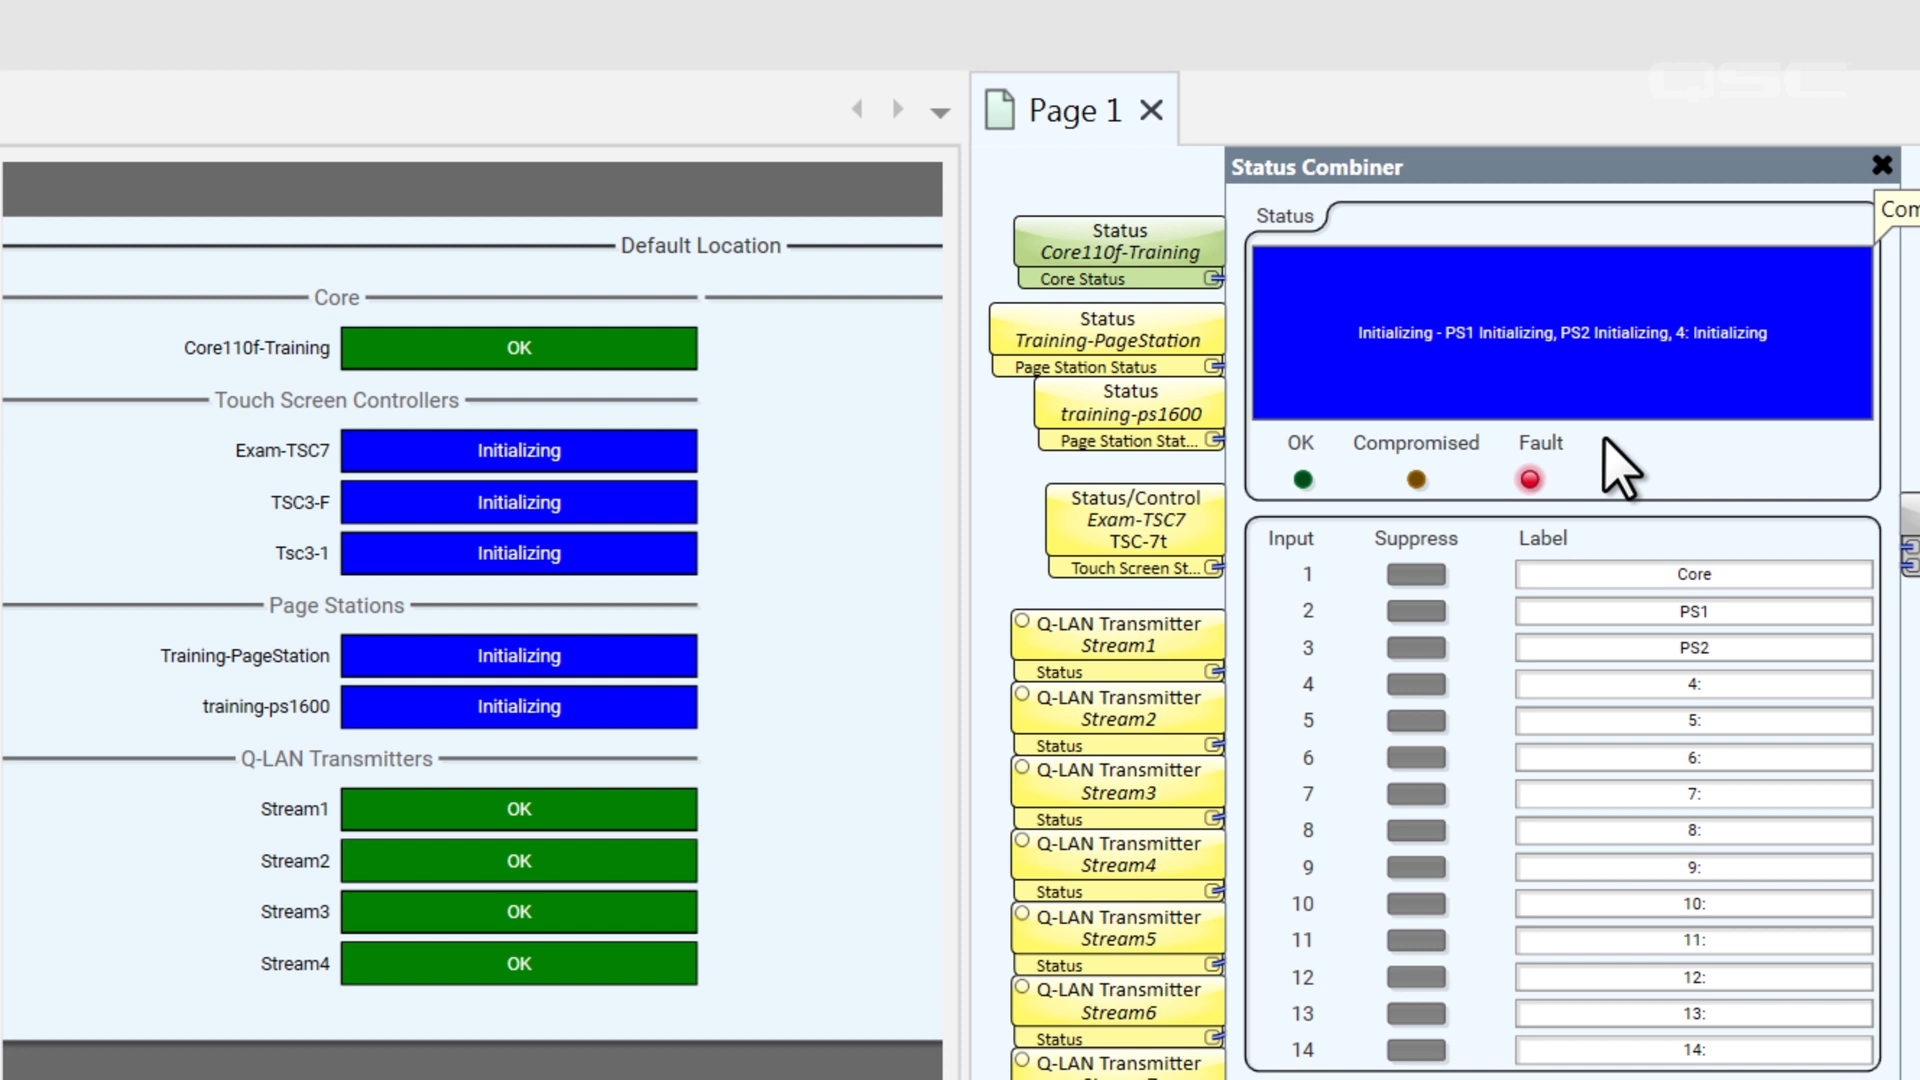 QSC
Page 1
Default Location
Core
Core110f-Training
OK
Touch Screen Controllers
Exam-TSC7
Initializing
TSC3-F
Initializing
Tsc3-1
Initializing
Page Stations
Training-PageStation
Initializing
training-ps1600
Initializing
Q-LAN Transmitters
Stream1
OK
Stream2
OK
Stream3
OK
Stream4
OK
Status
Core110f-Training
Core Status
Status
Training-PageStation
Page Station Status
Status
training-ps1600
Page Station Stat...
Status/Control
Exam-TSC7
TSC-7t
Touch Screen St...
Q-LAN Transmitter
Stream1
Status
Q-LAN Transmitter
Stream2
Status
Q-LAN Transmitter
Stream3
Status
Q-LAN Transmitter
Stream4
Status
Q-LAN Transmitter
Stream5
Status
Q-LAN Transmitter
Stream6
Status
Q-LAN Transmitter
Status Combiner
Com
Status
Initializing - PS1 Initializing, PS2 Initializing, 4: Initializing
OK Compromised Fault
Input Suppress Label
1 Core
2 PS1
3 PS2
4 4:
5 5:
6 6:
7 7:
8 8:
9 9:
10 10:
11 11:
12 12:
13 13:
14 14: